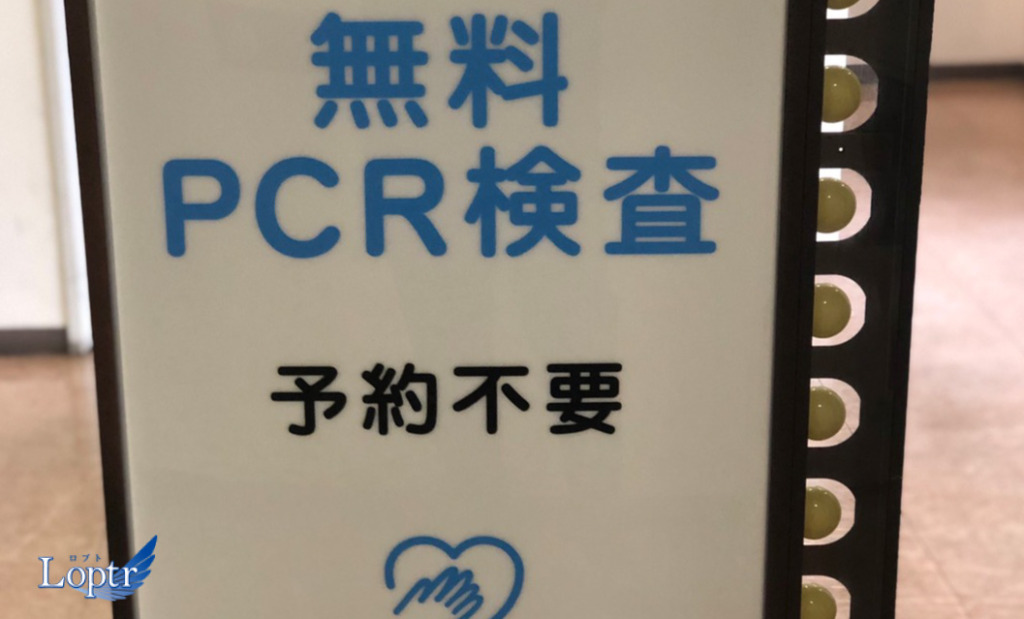 無料
PCR検査
予約不要
ロプト
Loptr